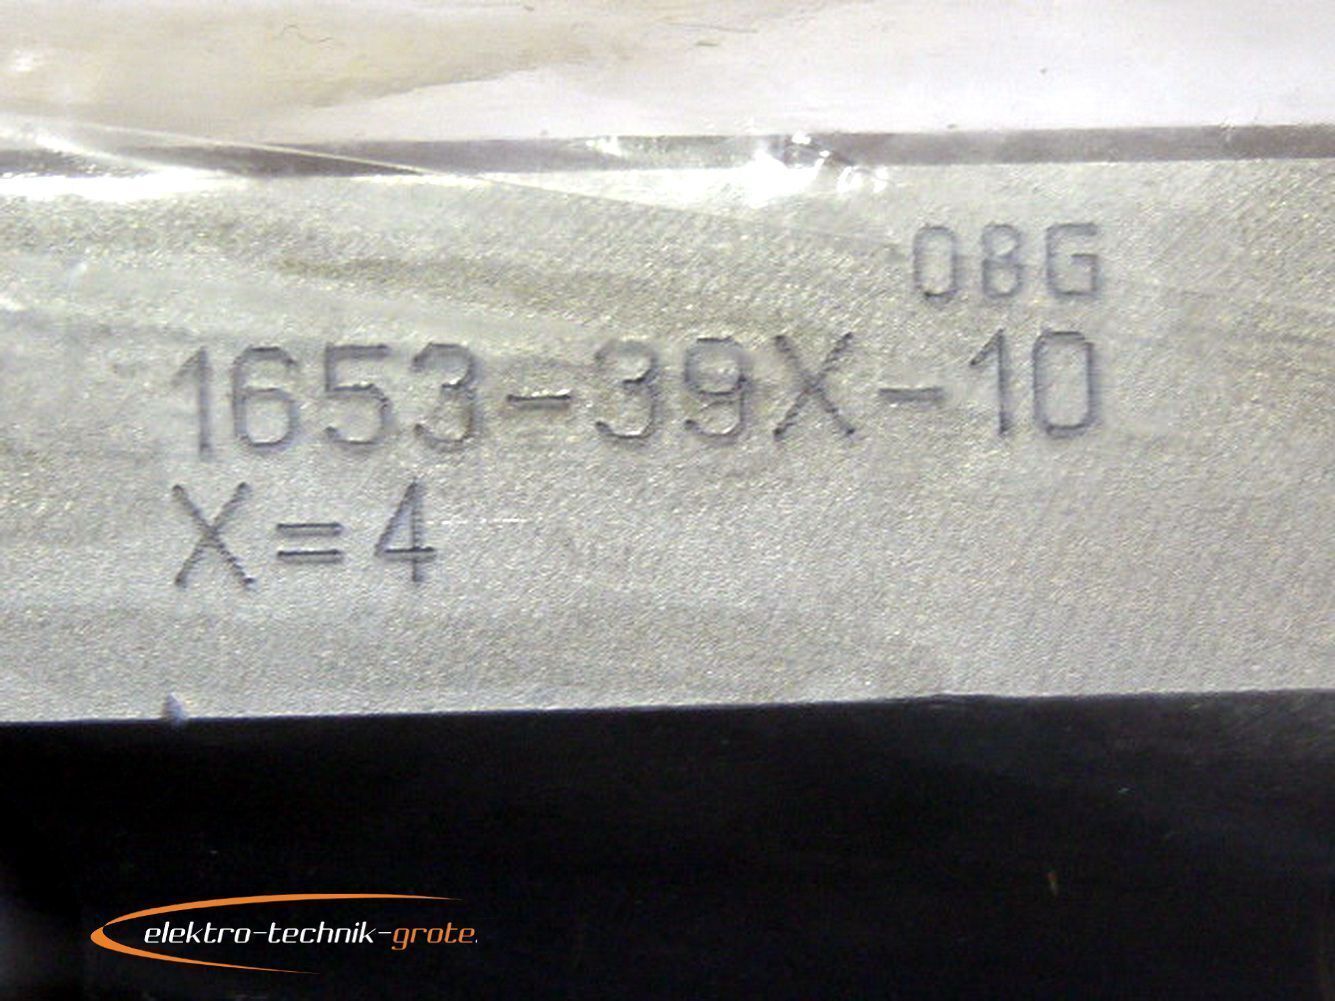 08G
1653-39X-10
X=4
elektro-technik-grote.